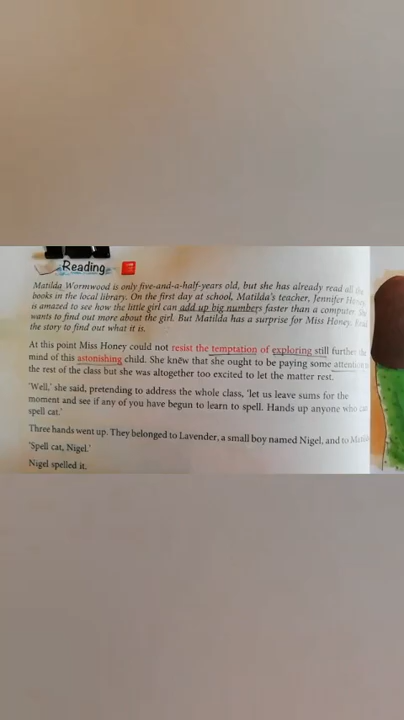 Reading
Matilda Wormwood is only five-and-a-half-years old, but she has already read all the
books in the local library. On the first day at school, Matilda's teacher, Jennifer Honey
is amazed to see how the little girl can add up big numbers faster than a computer. She
wants to find out more about the girl. But Matilda has a surprise for Miss Honey. Read
the story to find out what it is.
At this point Miss Honey could not resist the temptation of exploring still further the
mind of this astonishing child. She knew that she ought to be paying some attention to
the rest of the class but she was altogether too excited to let the matter rest.
'Well,' she said, pretending to address the whole class, 'let us leave sums for the
moment and see if any of you have begun to learn to spell. Hands up anyone who can
spell cat.'
Three hands went up. They belonged to Lavender, a small boy named Nigel, and to Matilda
'Spell cat, Nigel.'
Nigel spelled it.